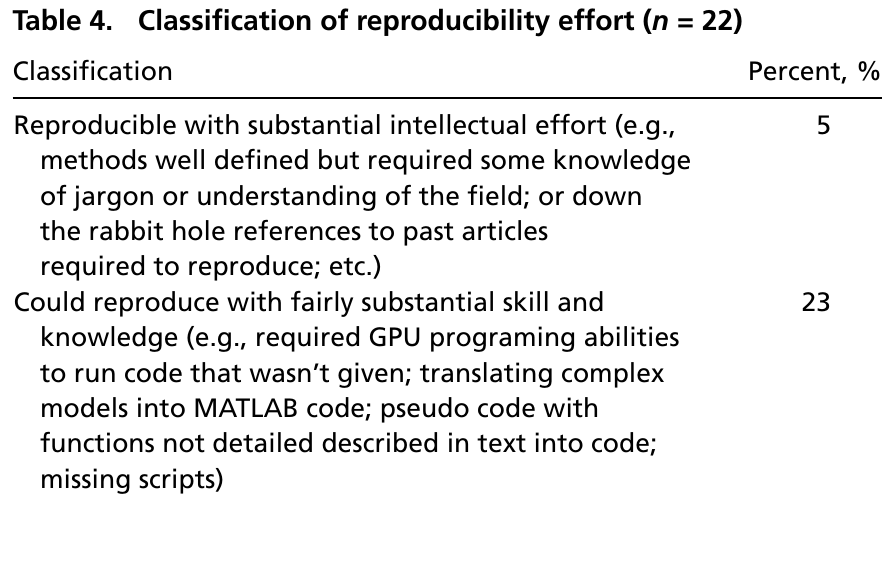 Table 4. Classification of reproducibility effort (n = 22)
Classification Percent, %
Reproducible with substantial intellectual effort (e.g., 5
methods well defined but required some knowledge
of jargon or understanding of the field; or down
the rabbit hole references to past articles
required to reproduce; etc.)
Could reproduce with fairly substantial skill and 23
knowledge (e.g., required GPU programing abilities
to run code that wasn’t given; translating complex
models into MATLAB code; pseudo code with
functions not detailed described in text into code;
missing scripts)